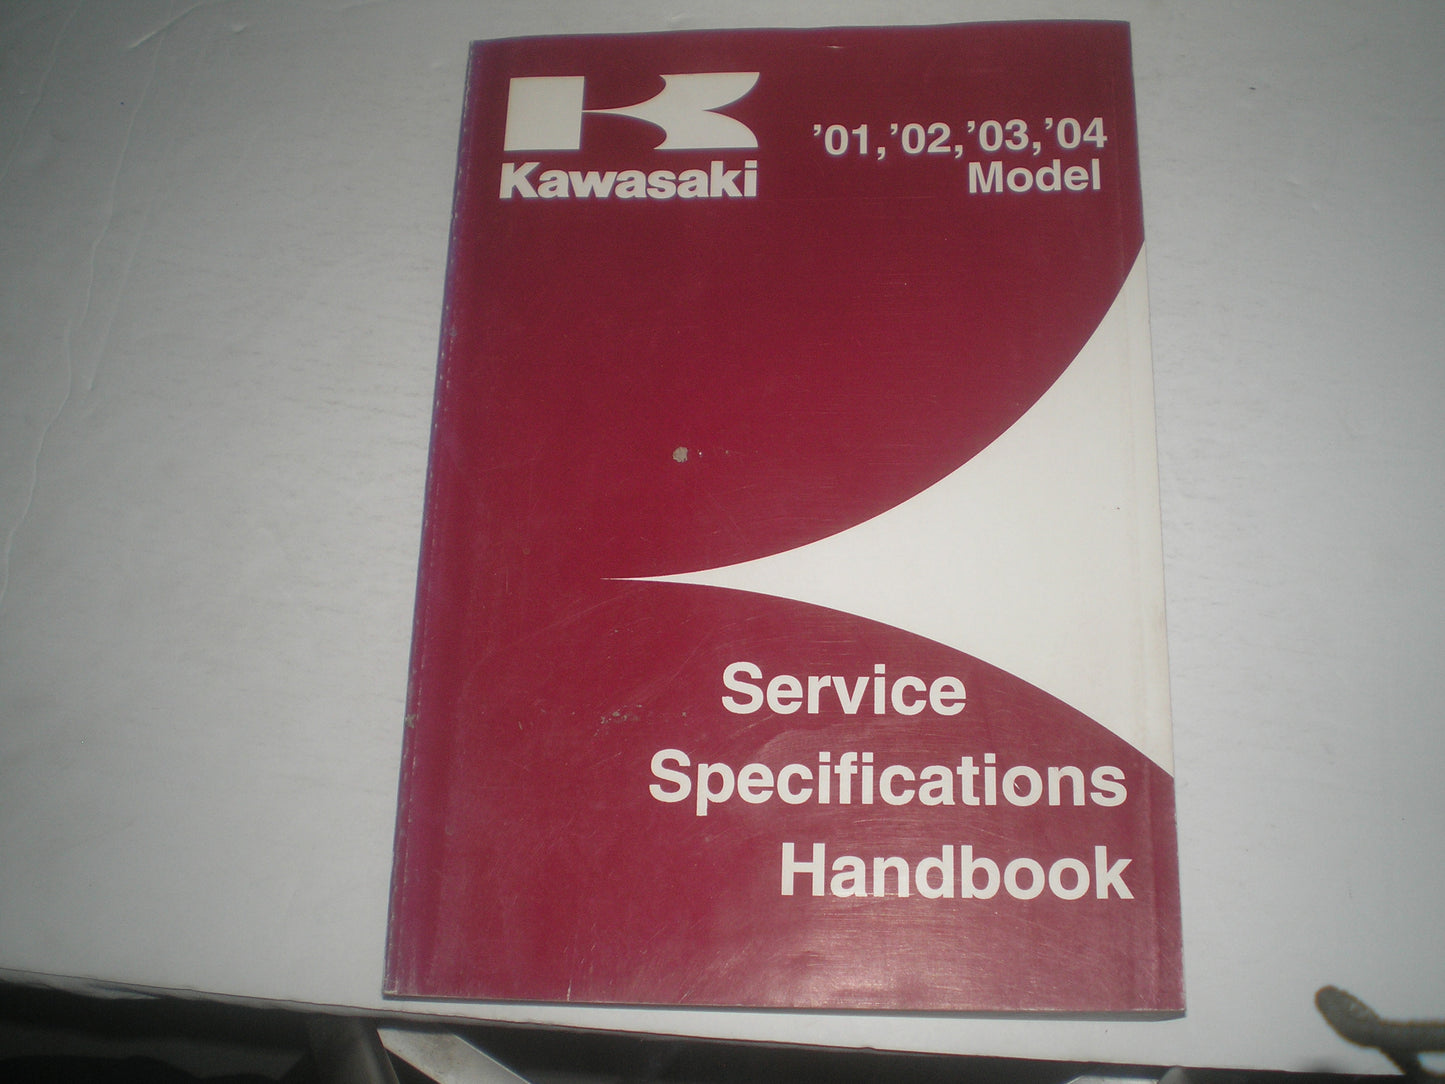 Kawasaki
’01,’02,’03,’04
Model
Service
Specifications
Handbook